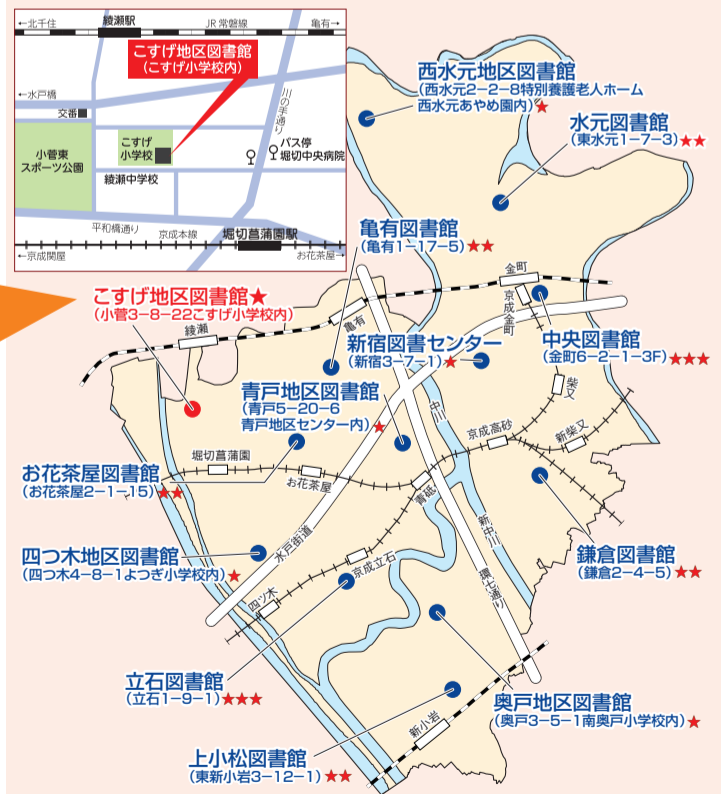 ←北千住
綾瀬駅
JR常磐線
亀有→
こすげ地区図書館
(こすげ小学校内)
←水戸橋
交番
川の手通り
こすげ
小学校
バス停
堀切中央病院
小菅東
スポーツ公園
綾瀬中学校
平和橋通り
京成本線
堀切菖蒲園駅
←京成関屋
お花茶屋→
西水元地区図書館
(西水元2-2-8特別養護老人ホーム
西水元あやめ園内)★
水元図書館
(東水元1-7-3)★★
亀有図書館
(亀有1-17-5)★★
金町
京成金町
こすげ地区図書館★
(小菅3-8-22こすげ小学校内)
綾瀬
亀有
新宿図書センター
(新宿3-7-1)★
中央図書館
(金町6-2-1-3F)★★★
青戸地区図書館
(青戸5-20-6
青戸地区センター内)★
中川
柴又
京成高砂
新柴又
堀切菖蒲園
お花茶屋
お花茶屋図書館
(お花茶屋2-1-15)★★
青砥
水戸街道
新中川
四つ木地区図書館
(四つ木4-8-1よつぎ小学校内)★
京成立石
環七通り
鎌倉図書館
(鎌倉2-4-5)★★
四ツ木
立石図書館
(立石1-9-1)★★★
奥戸地区図書館
(奥戸3-5-1南奥戸小学校内)★
新小岩
上小松図書館
(東新小岩3-12-1)★★